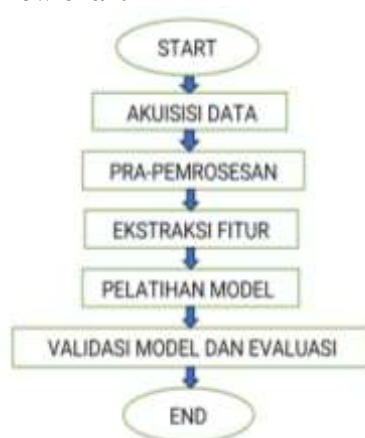 START
AKUISISI DATA
PRA-PEMROSESAN
EKSTRAKSI FITUR
PELATIHAN MODEL
VALIDASI MODEL DAN EVALUASI
END